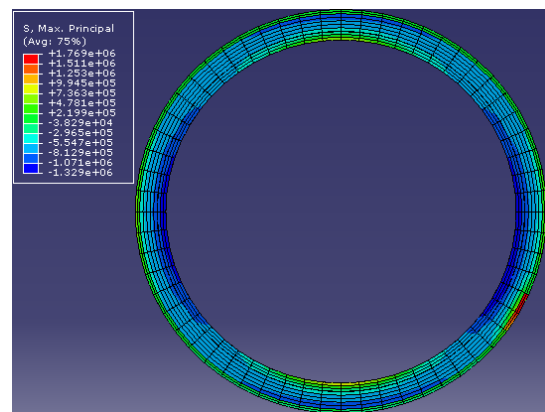 S, Max. Principal
(Avg: 75%)
+1.769e+06
+1.511e+06
+1.253e+06
+9.945e+05
+7.363e+05
+4.781e+05
+2.199e+05
-3.829e+04
-2.965e+05
-5.547e+05
-8.129e+05
-1.071e+06
-1.329e+06